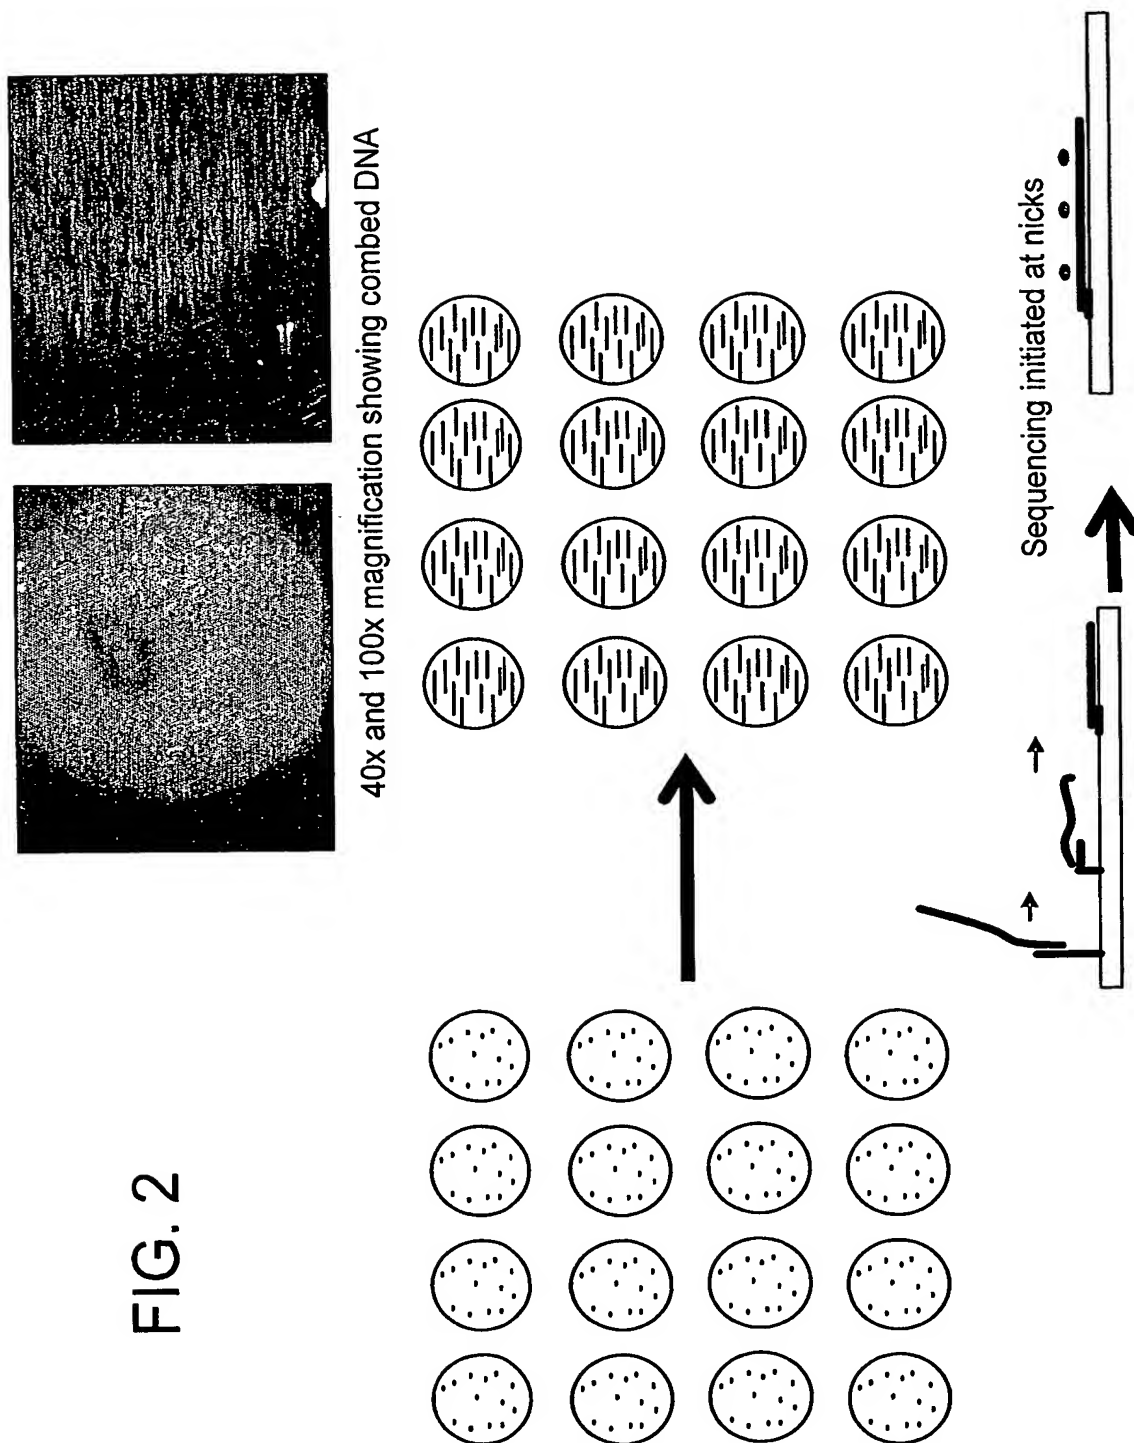 FIG. 2
40x and 100x magnification showing combed DNA
Sequencing initiated at nicks